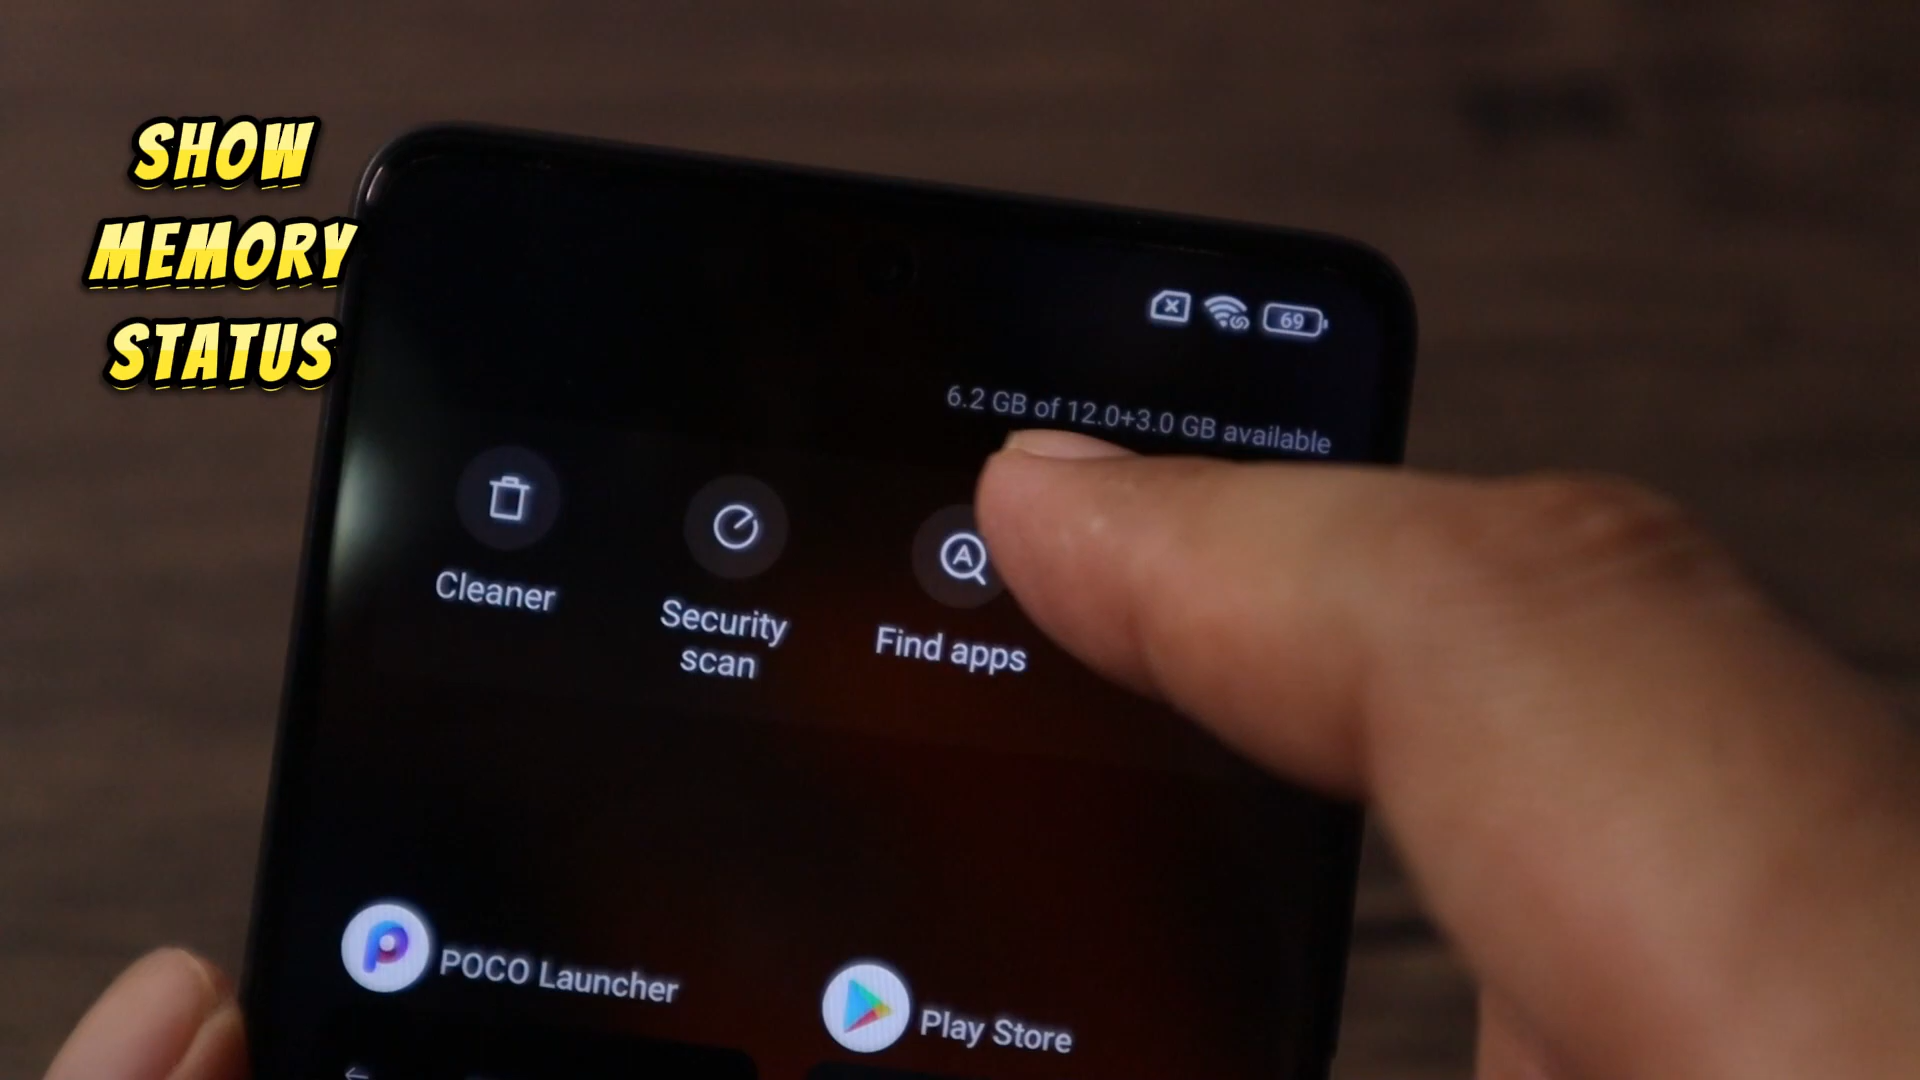 SHOW
MEMORY
STATUS
69
6.2 GB of 12.0+3.0 GB available
Cleaner
Security
scan
Find apps
POCO Launcher
Play Store